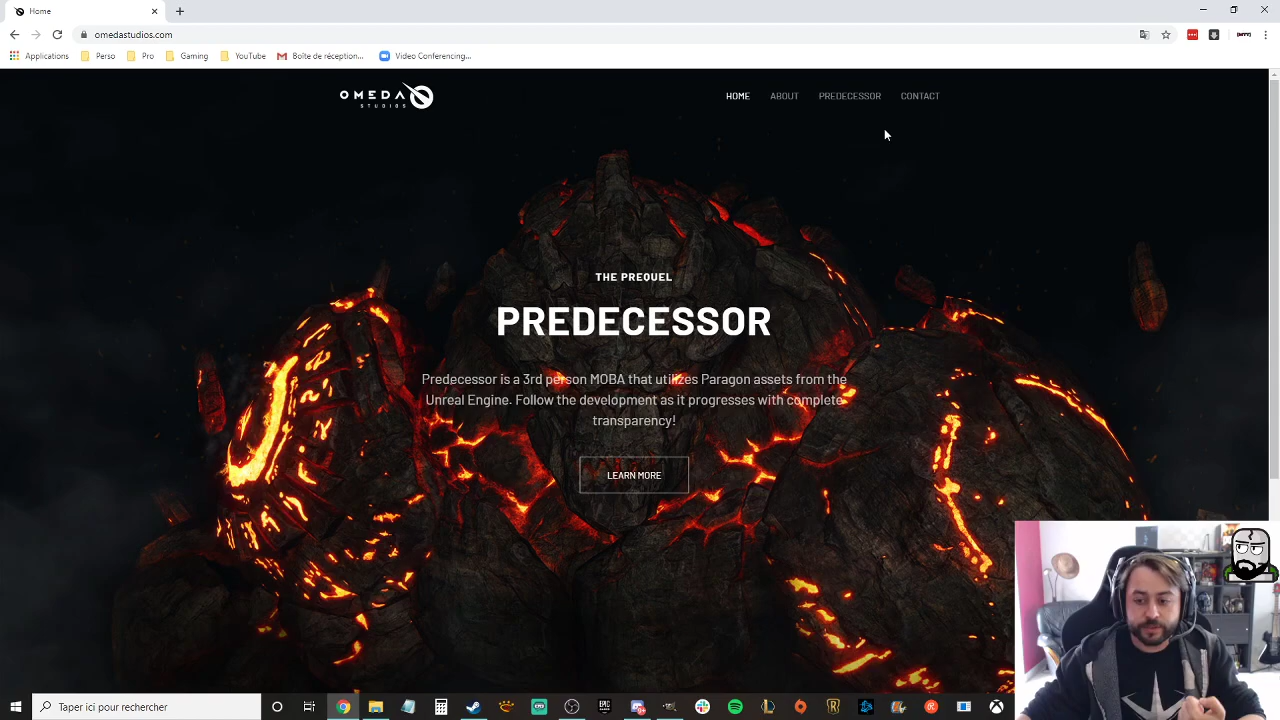 Home
omedastudios.com
Applications
Perso
Pro
Gaming
YouTube
Boîte de réception...
Video Conferencing...
OMEDA
STUDIOS
HOME
ABOUT
PREDECESSOR
CONTACT
THE PREQUEL
PREDECESSOR
Predecessor is a 3rd person MOBA that utilizes Paragon assets from the
Unreal Engine. Follow the development as it progresses with complete
transparency!
LEARN MORE
Taper ici pour rechercher
EPIC